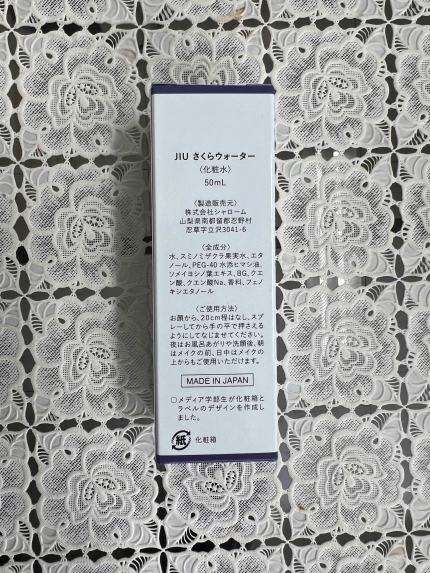 JIU さくらウォーター
〈化粧水〉
50mL
〈製造販売元〉
株式会社シャローム
山梨県南都留郡忍野村
忍草字立沢3041-6
〈全成分〉
水、スミノミザクラ果実水、エタ
ノール、PEG-40 水添ヒマシ油、
ソメイヨシノ葉エキス、BG、クエ
ン酸、クエン酸Na、香料、フェノ
キシエタノール
〈ご使用方法〉
お顔から、20cm程はなし、スプ
レーしてから手の平で押さえる
ようにしてなじませてください。
夜はお風呂あがりや洗顔後、朝
はメイクの前、日中はメイクの
上からもご使用いただけます。
MADE IN JAPAN
〇メディア学部生が化粧箱と
ラベルのデザインを作成し
ました。
紙 化粧箱